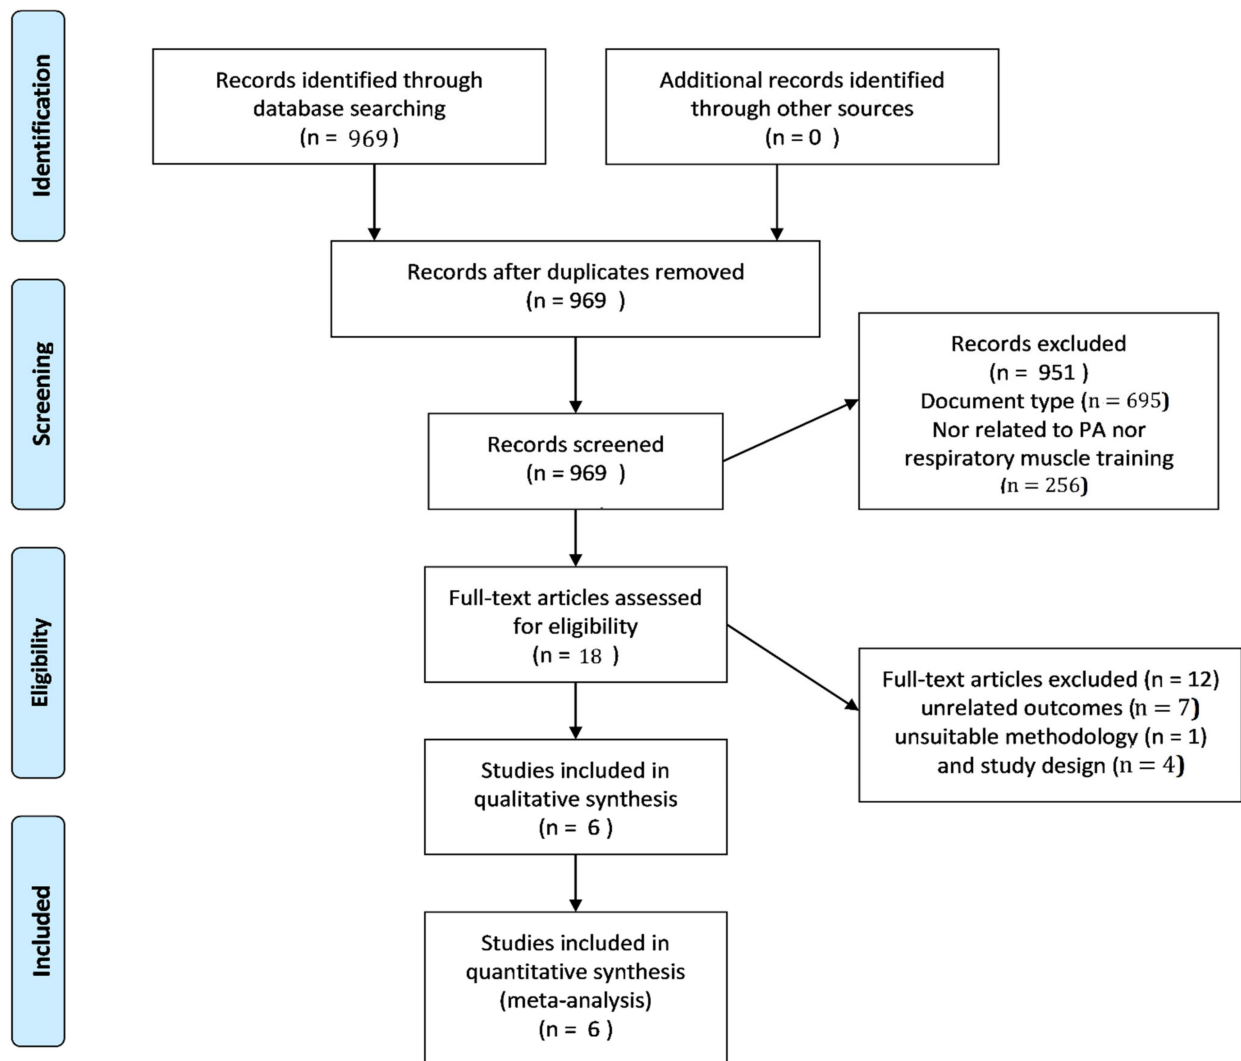 Identification
Records identified through
database searching
(n = 969)
Additional records identified
through other sources
(n = 0 )
Records after duplicates removed
(n = 969 )
Screening
Records screened
(n = 969 )
Records excluded
(n = 951 )
Document type (n = 695)
Nor related to PA nor
respiratory muscle training
(n = 256)
Eligibility
Full-text articles assessed
for eligibility
(n = 18 )
Full-text articles excluded (n = 12)
unrelated outcomes (n = 7)
unsuitable methodology (n = 1)
and study design (n = 4)
Studies included in
qualitative synthesis
(n = 6 )
Included
Studies included in
quantitative synthesis
(meta-analysis)
(n = 6 )